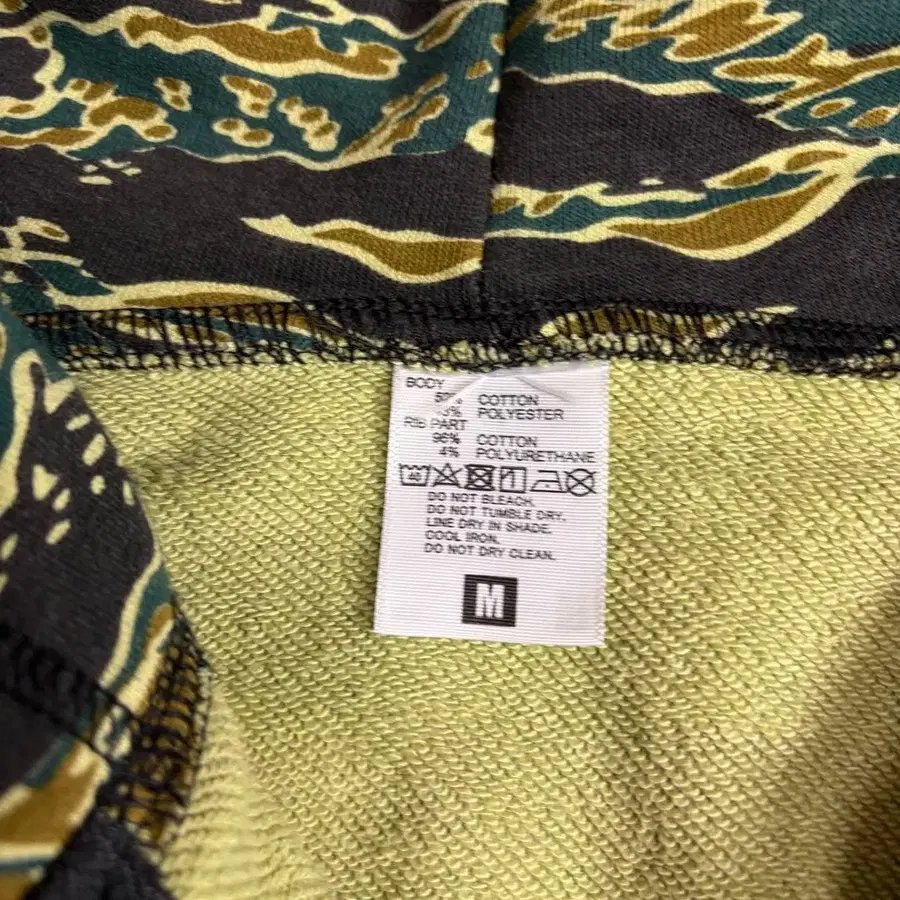 BODY
COTTON
POLYESTER
RIB PART
96% COTTON
4% POLYURETHANE
40
DO NOT BLEACH.
DO NOT TUMBLE DRY.
LINE DRY IN SHADE.
COOL IRON.
DO NOT DRY CLEAN.
M